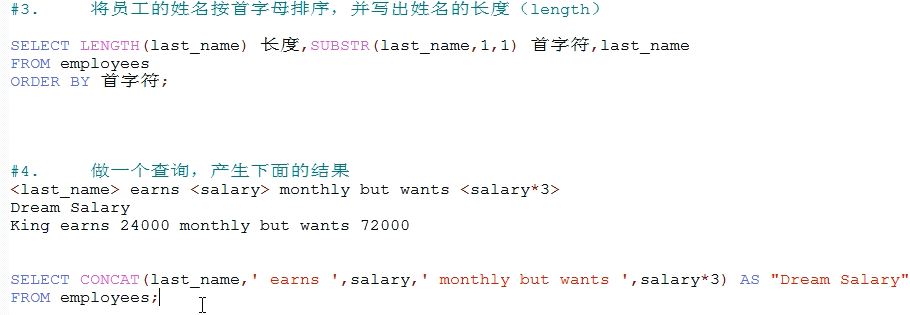 #3. 将员工的姓名按首字母排序，并写出姓名的长度（length）
SELECT LENGTH(last_name) 长度,SUBSTR(last_name,1,1) 首字符,last_name
FROM employees
ORDER BY 首字符;
#4. 做一个查询，产生下面的结果
<last_name> earns <salary> monthly but wants <salary*3>
Dream Salary
King earns 24000 monthly but wants 72000
SELECT CONCAT(last_name,' earns ',salary,' monthly but wants ',salary*3) AS "Dream Salary"
FROM employees;